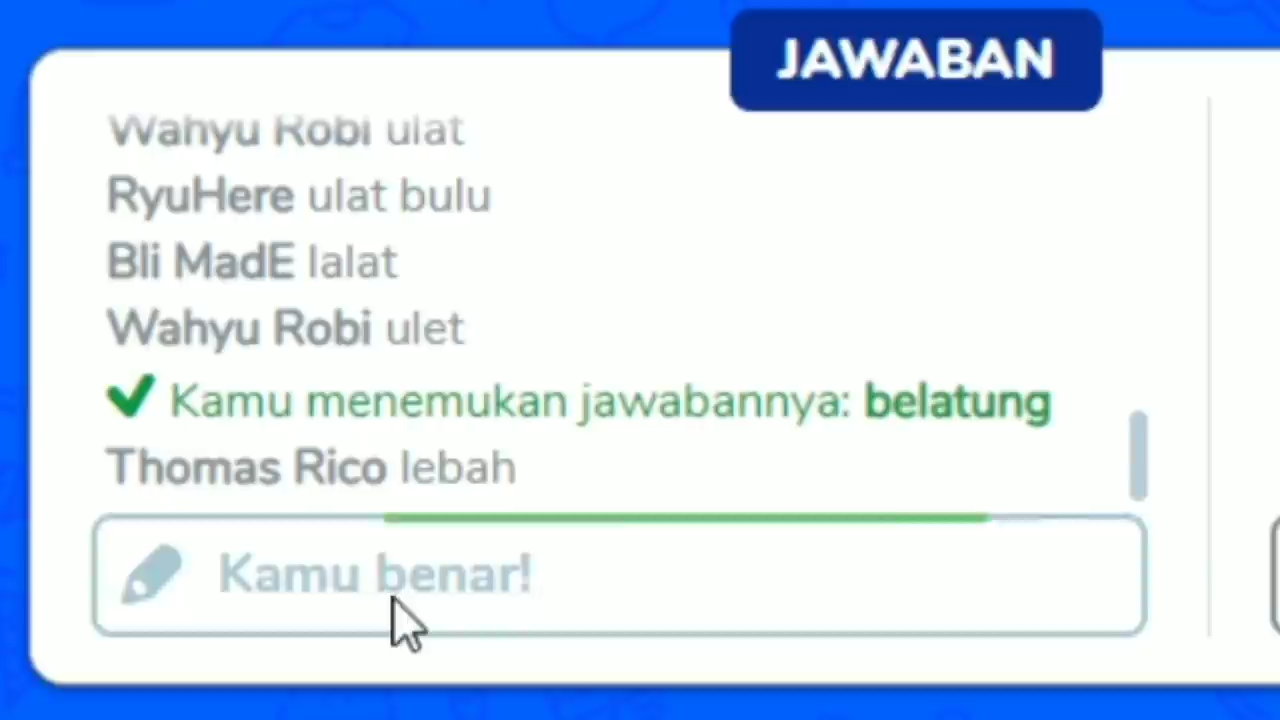 JAWABAN
Wahyu Robi ulat
RyuHere ulat bulu
Bli MadE lalat
Wahyu Robi ulet
Kamu menemukan jawabannya: belatung
Thomas Rico lebah
Kamu benar!